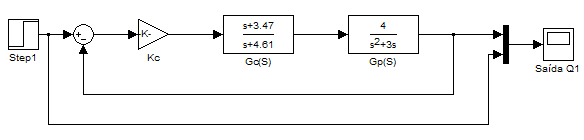 Step1
+
−
K-
Kc
s+3.47
s+4.61
Gc(S)
4
s²+3s
Gp(S)
Saída Q1